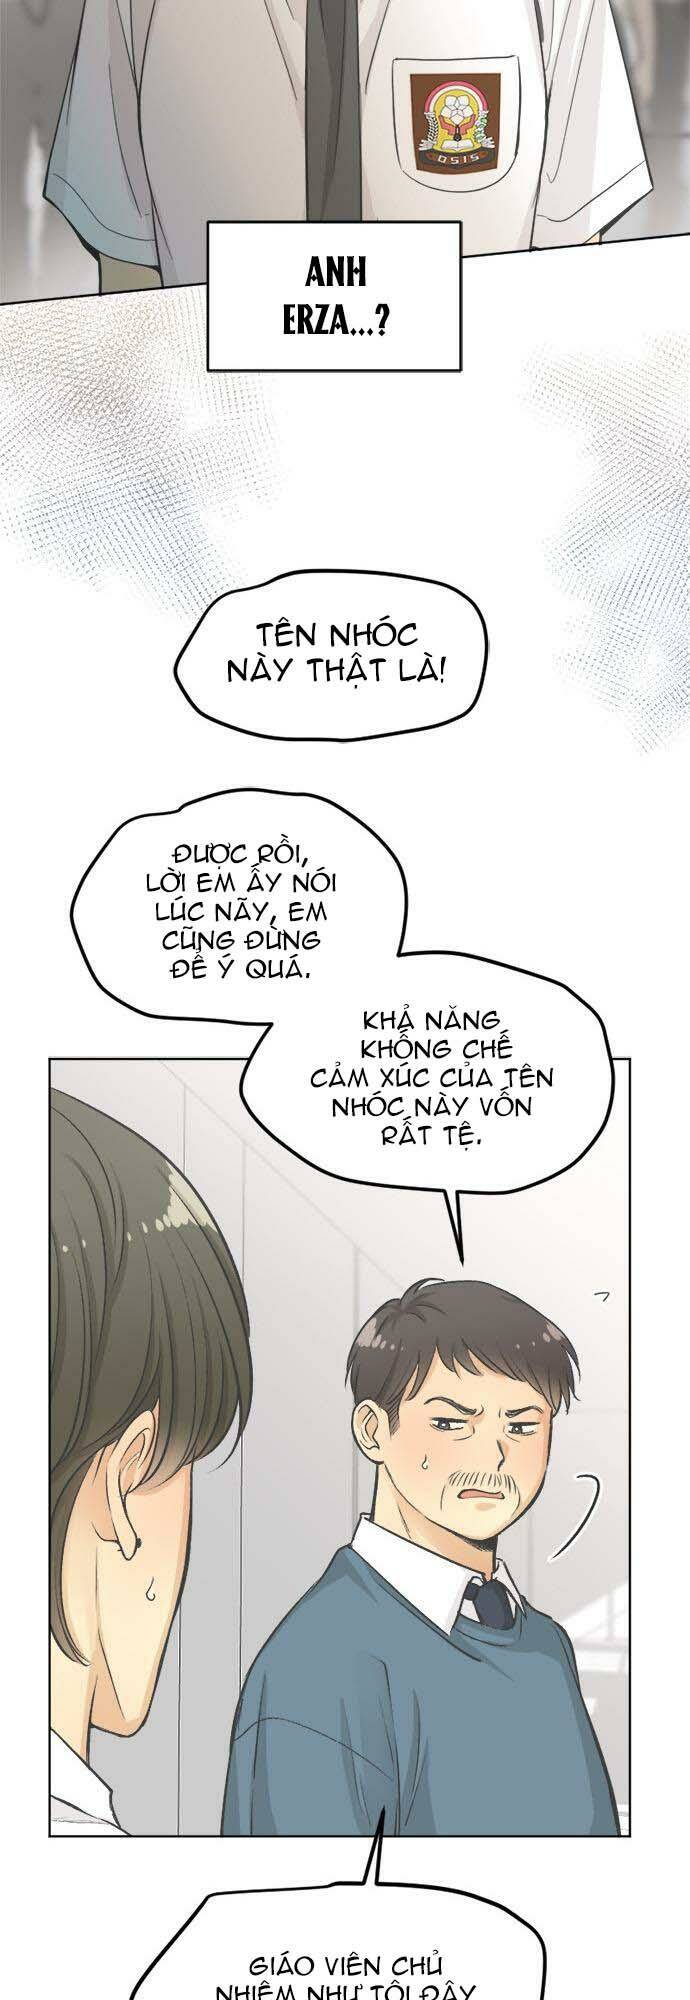 OSIS
ANH
ERZA...?
TÊN NHÓC
NÀY THẬT LÀ!
ĐƯỢC RỒI,
LỜI EM ẤY NÓI
LÚC NÃY, EM
CŨNG ĐỪNG
ĐỂ Ý QUÁ.
KHẢ NĂNG
KHỐNG CHẾ
CẢM XÚC CỦA TÊN
NHÓC NÀY VỐN
RẤT TỆ.
GIÁO VIÊN CHỦ
NHIỆM NHƯ TÔI ĐÂY